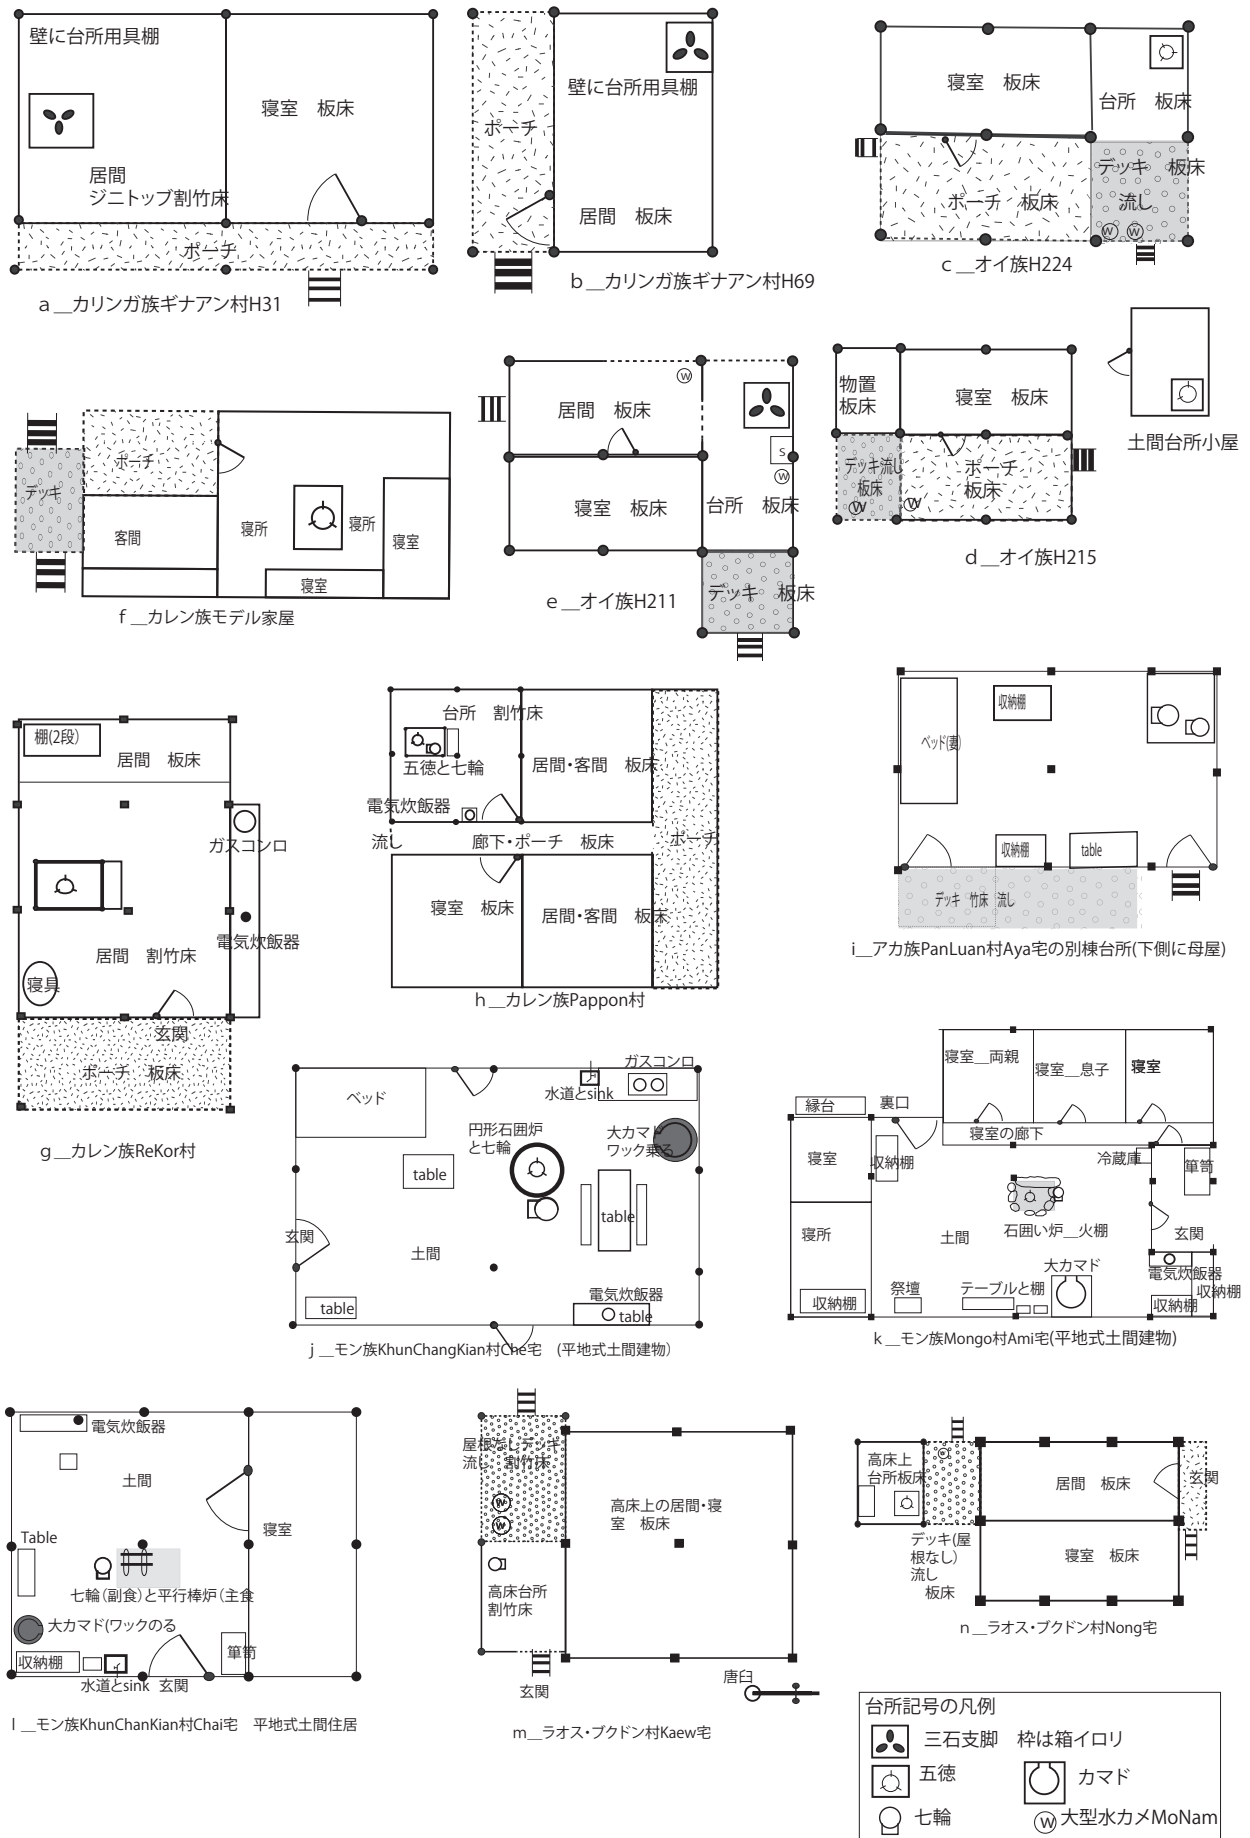 壁に台所用具棚
寝室　板床
居間
ジニトップ割竹床
ポーチ
a __カリンガ族ギナアン村H31
壁に台所用具棚
ポーチ
居間　板床
b __カリンガ族ギナアン村H69
寝室　板床
台所　板床
デッキ　板床
流し
ポーチ　板床
W W
c __オイ族H224
ポーチ
デッキ
客間
寝所
寝所
寝室
寝室
f __カレン族モデル家屋
W
居間　板床
S
W
寝室　板床
台所　板床
デッキ　板床
e __オイ族H211
物置
板床
寝室　板床
デッキ流し
板床
W
W
ポーチ
板床
土間台所小屋
d __オイ族H215
棚(2段)
居間　板床
ガスコンロ
電気炊飯器
居間　割竹床
寝具
玄関
ポーチ　板床
g __カレン族ReKor村
台所　割竹床
五徳と七輪
居間・客間　板床
電気炊飯器
流し
廊下・ポーチ　板床
ポーチ
寝室　板床
居間・客間　板床
h __カレン族Pappon村
収納棚
ベッド(妻)
収納棚
table
デッキ　竹床　流し
i__アカ族PanLuan村Aya宅の別棟台所(下側に母屋)
ガスコンロ
水道とsink
ベッド
円形石囲炉
と七輪
大カマド
ワック乗る
table
table
玄関
土間
電気炊飯器
table
table
j __モン族KhunChangKian村Che宅　(平地式土間建物)
寝室__両親
寝室__息子
寝室
縁台
裏口
寝室の廊下
寝室
収納棚
冷蔵庫
箪笥
石囲い炉__火棚
寝所
土間
玄関
大カマド
電気炊飯器
祭壇
テーブルと棚
収納棚
収納棚
収納棚
k __モン族Mongo村Ami宅(平地式土間建物)
電気炊飯器
土間
寝室
Table
七輪(副食)と平行棒炉(主食
大カマド(ワックのる
収納棚
箪笥
水道とsink　玄関
l __モン族KhunChanKian村Chai宅　平地式土間住居
屋根なしデッキ
流し　割竹床
W
W
高床上の居間・寝
室　板床
高床台所
割竹床
玄関
唐臼
m__ラオス・ブクドン村Kaew宅
高床上
台所板床
居間　板床
玄関
デッキ(屋
根なし)
流し
板床
寝室　板床
n __ラオス・ブクドン村Nong宅
台所記号の凡例
三石支脚　枠は箱イロリ
五徳
カマド
七輪
W 大型水カメMoNam